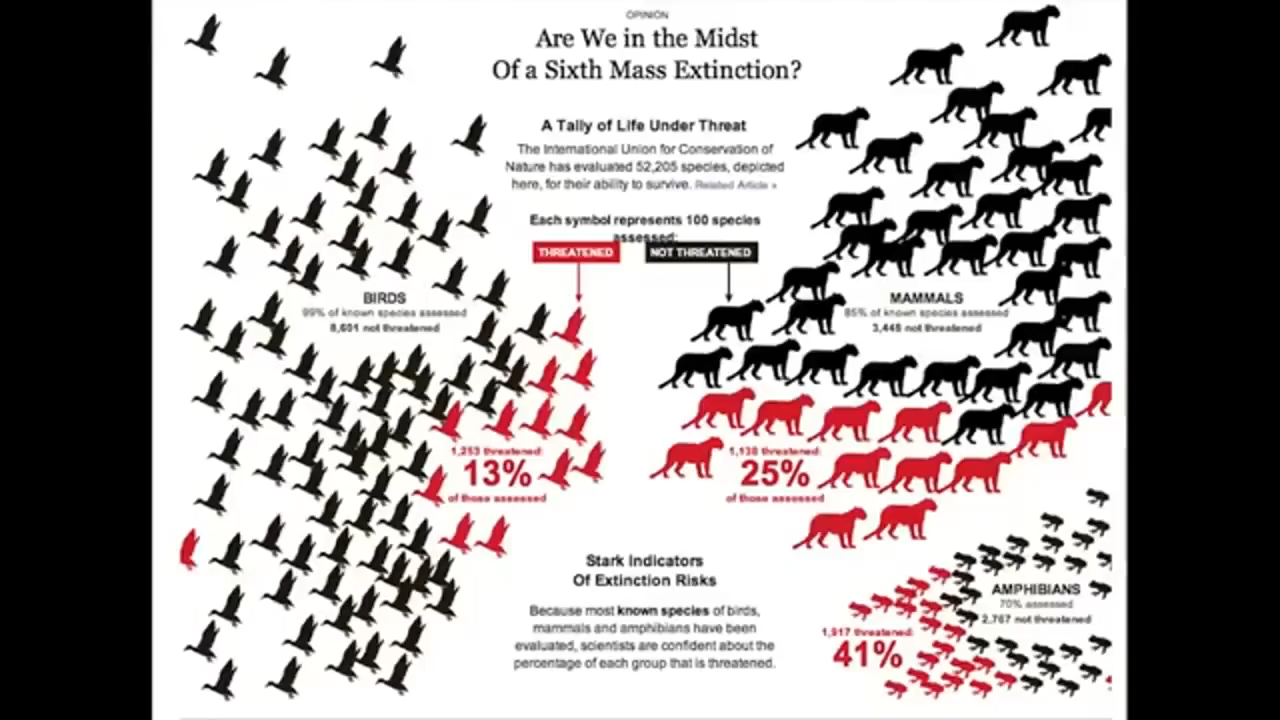 OPINION
Are We in the Midst
Of a Sixth Mass Extinction?
A Tally of Life Under Threat
The International Union for Conservation of
Nature has evaluated 52,205 species, depicted
here, for their ability to survive. Related Article »
Each symbol represents 100 species
assessed:
THREATENED
NOT THREATENED
BIRDS
99% of known species assessed
8,601 not threatened
MAMMALS
85% of known species assessed
3,448 not threatened
1,253 threatened:
13%
of those assessed
1,138 threatened:
25%
of those assessed
Stark Indicators
Of Extinction Risks
Because most known species of birds,
mammals and amphibians have been
evaluated, scientists are confident about the
percentage of each group that is threatened.
AMPHIBIANS
70% assessed
2,767 not threatened
1,917 threatened:
41%